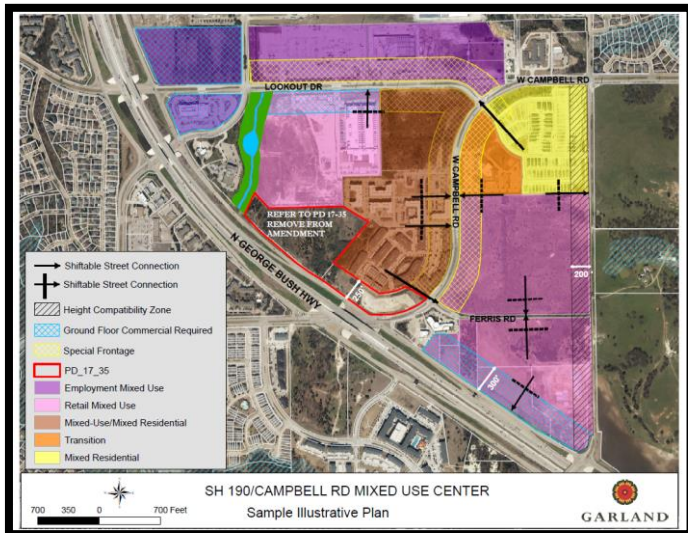 LOOKOUT DR
W CAMPBELL RD
W CAMPBELL RD
REFER TO PD 17-35
REMOVE FROM
AMENDMENT
N GEORGE BUSH HWY
250'
200'
FERRIS RD
300'
Shiftable Street Connection
Shiftable Street Connection
Height Compatibility Zone
Ground Floor Commercial Required
Special Frontage
PD_17_35
Employment Mixed Use
Retail Mixed Use
Mixed-Use/Mixed Residential
Transition
Mixed Residential
700 350 0 700 Feet
SH 190/CAMPBELL RD MIXED USE CENTER
Sample Illustrative Plan
GARLAND